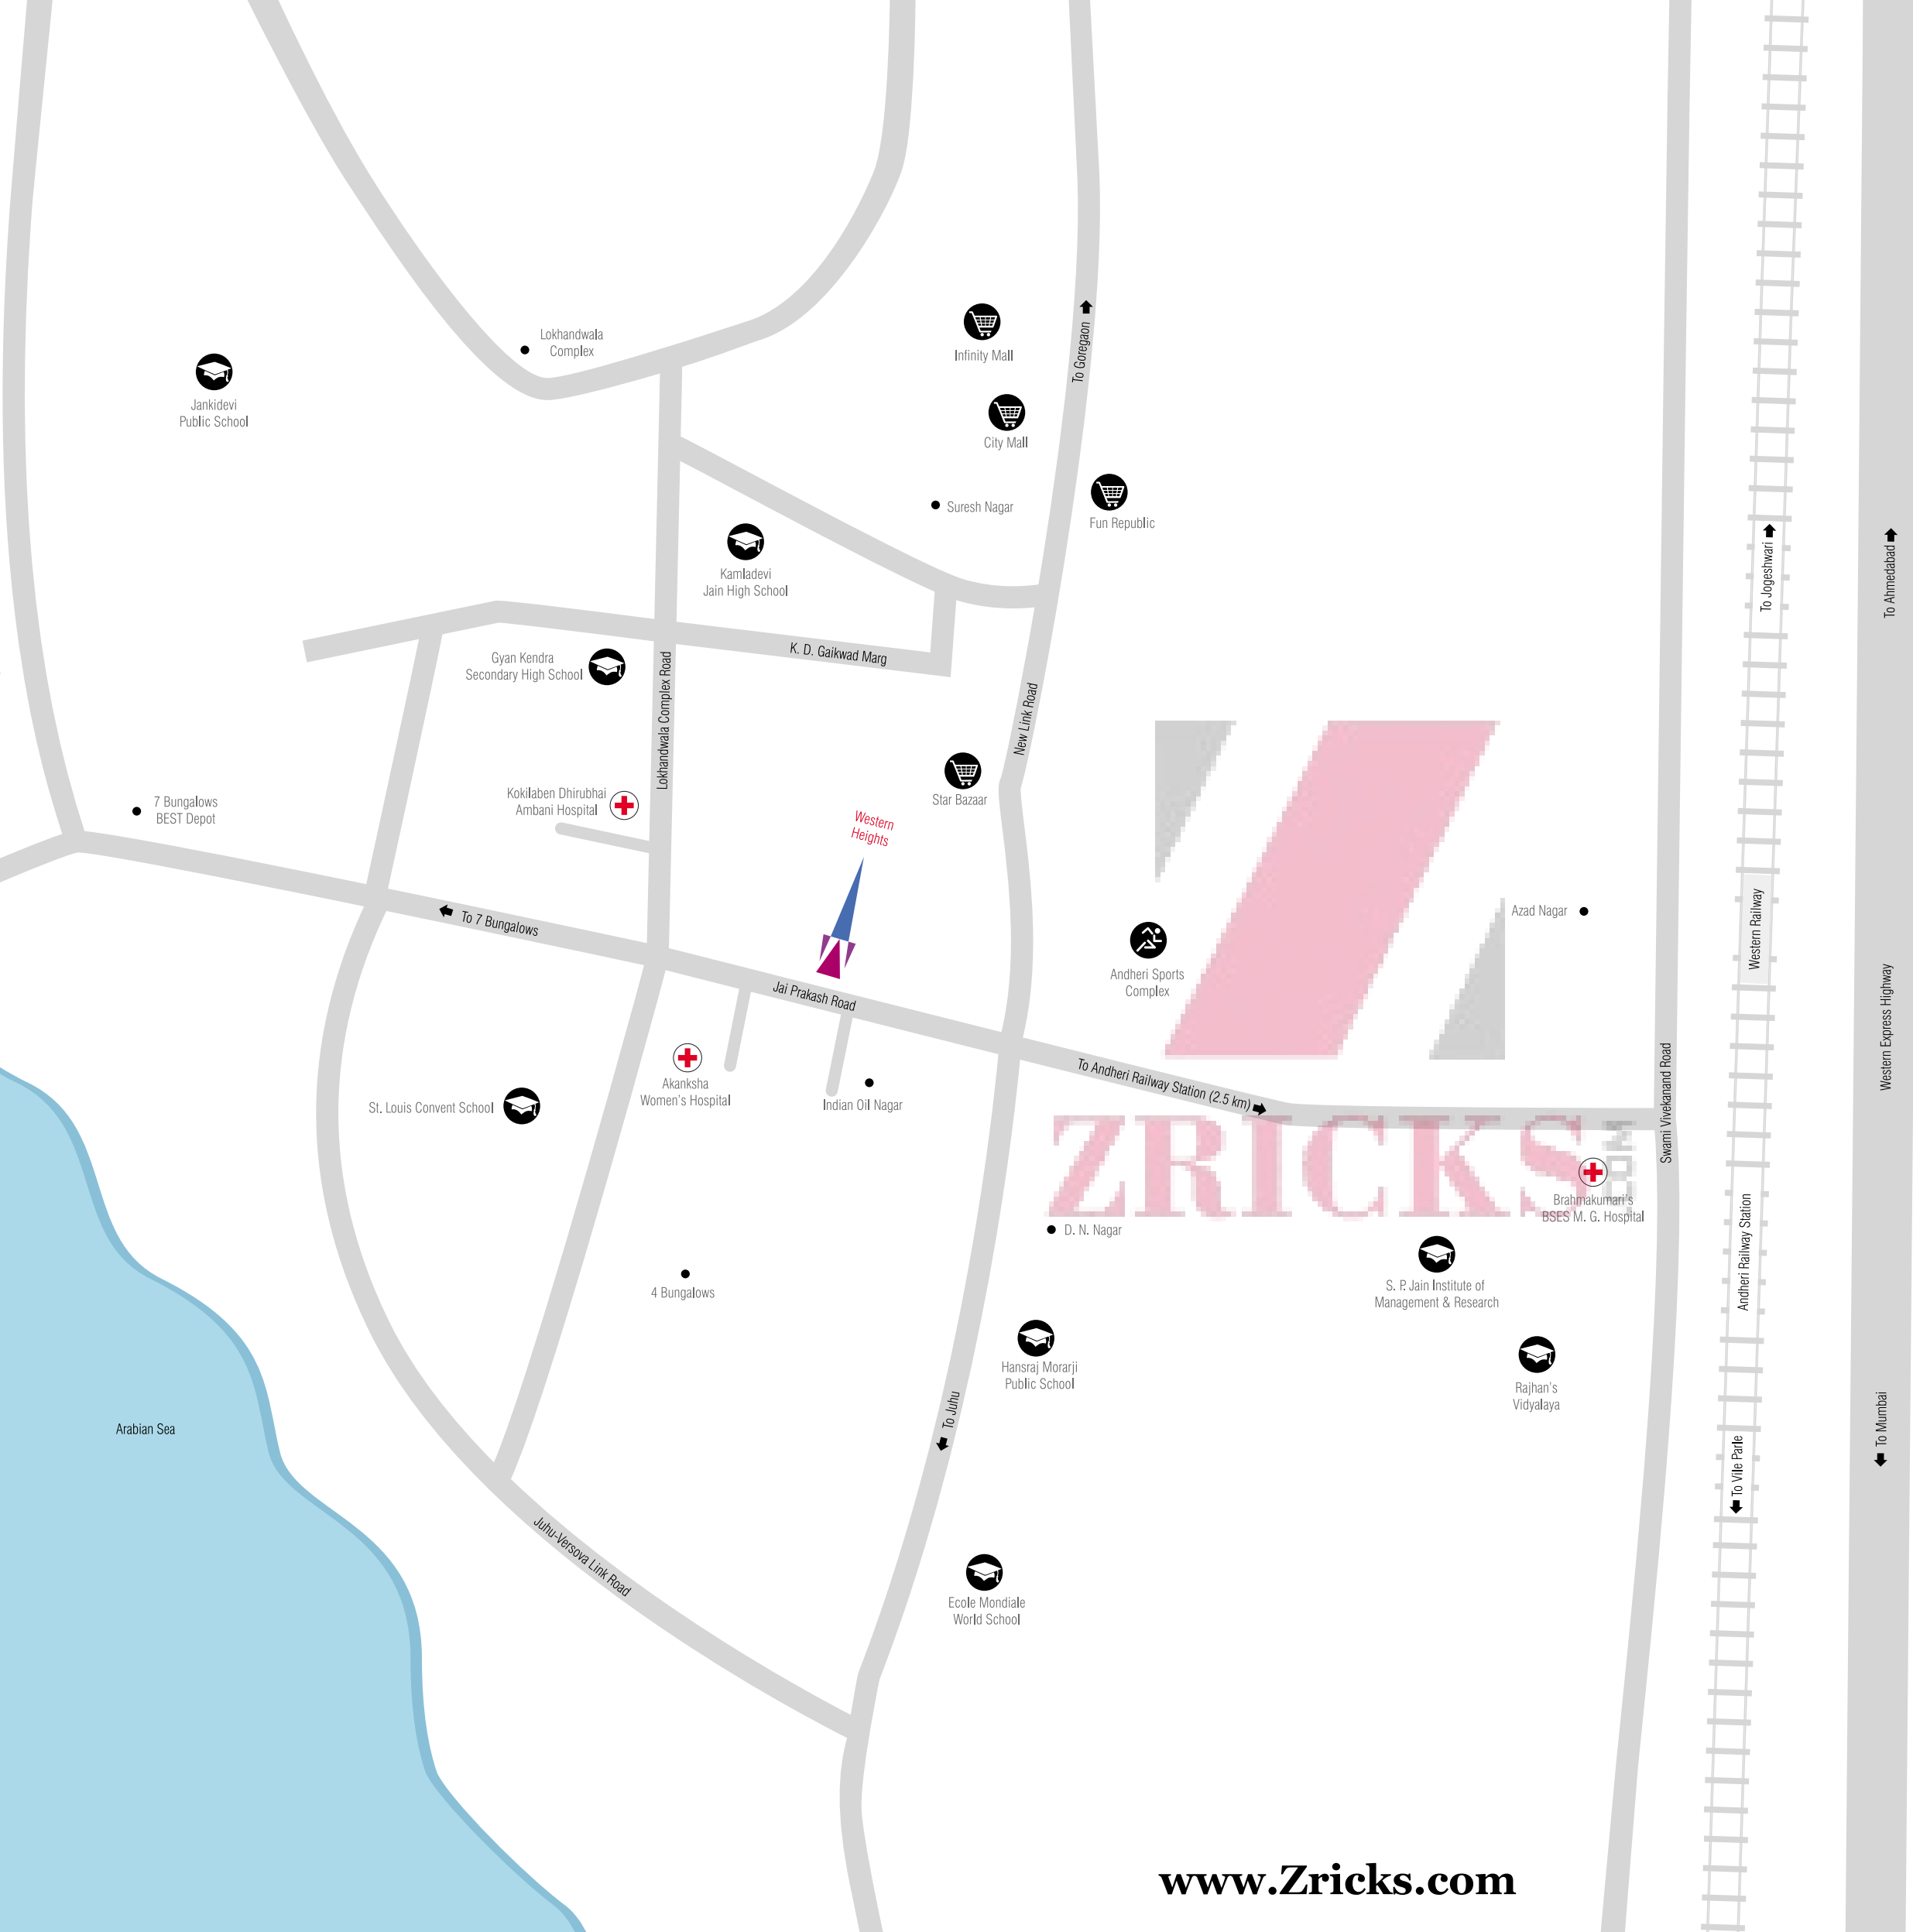 Lokhandwala
Complex
Infinity Mall
To Goregaon
Jankidevi
Public School
City Mall
Suresh Nagar
Fun Republic
To Jogeshwari
To Ahmedabad
Kamladevi
Jain High School
K. D. Gaikwad Marg
Gyan Kendra
Secondary High School
Lokhandwala Complex Road
New Link Road
Kokilaben Dhirubhai
Ambani Hospital
Star Bazaar
7 Bungalows
BEST Depot
Western
Heights
To 7 Bungalows
Azad Nagar
Western Railway
Andheri Sports
Complex
Jai Prakash Road
Western Express Highway
To Andheri Railway Station (2.5 km)
Swami Vivekanand Road
Akanksha
Women's Hospital
St. Louis Convent School
Indian Oil Nagar
ZRICKS
.COM
Brahmakumari's
BSES M. G. Hospital
D. N. Nagar
Andheri Railway Station
4 Bungalows
S. P. Jain Institute of
Management & Research
Hansraj Morarji
Public School
Rajhan's
Vidyalaya
To Juhu
To Mumbai
Arabian Sea
To Vile Parle
Juhu-Versova Link Road
Ecole Mondiale
World School
www.Zricks.com